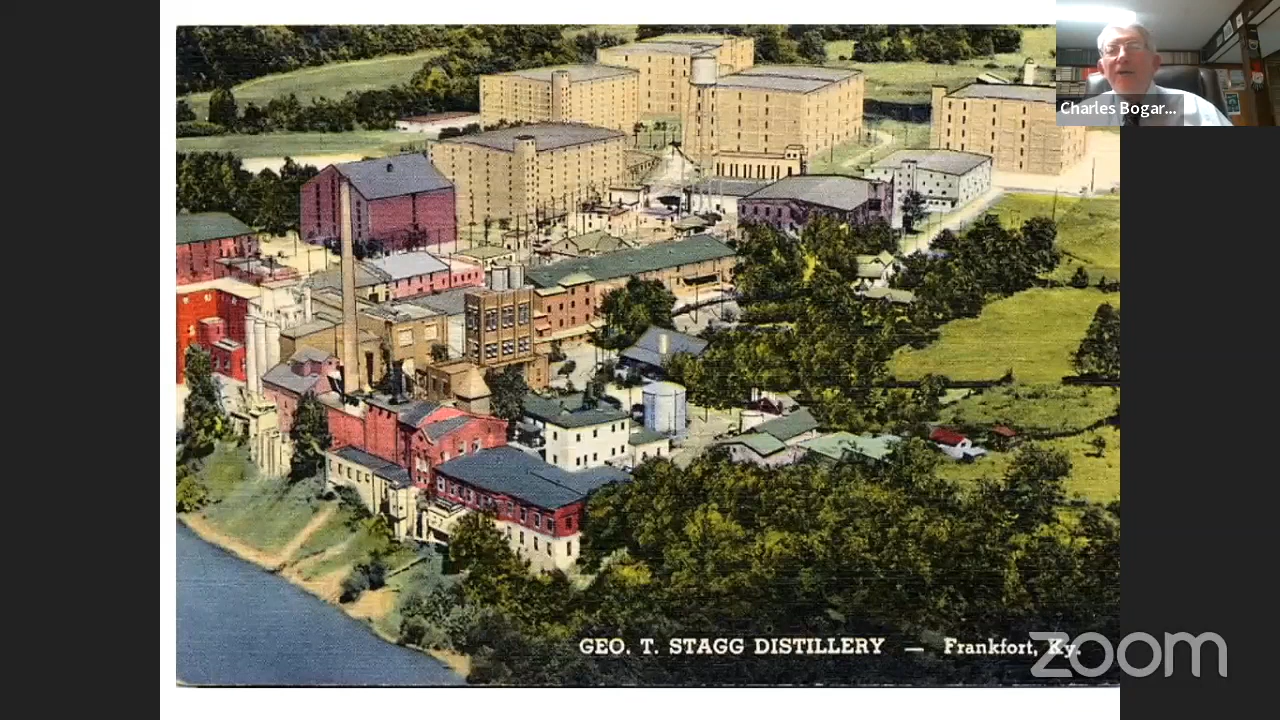 Charles Bogar...
GEO. T. STAGG DISTILLERY — Frankfort, Ky.
zoom